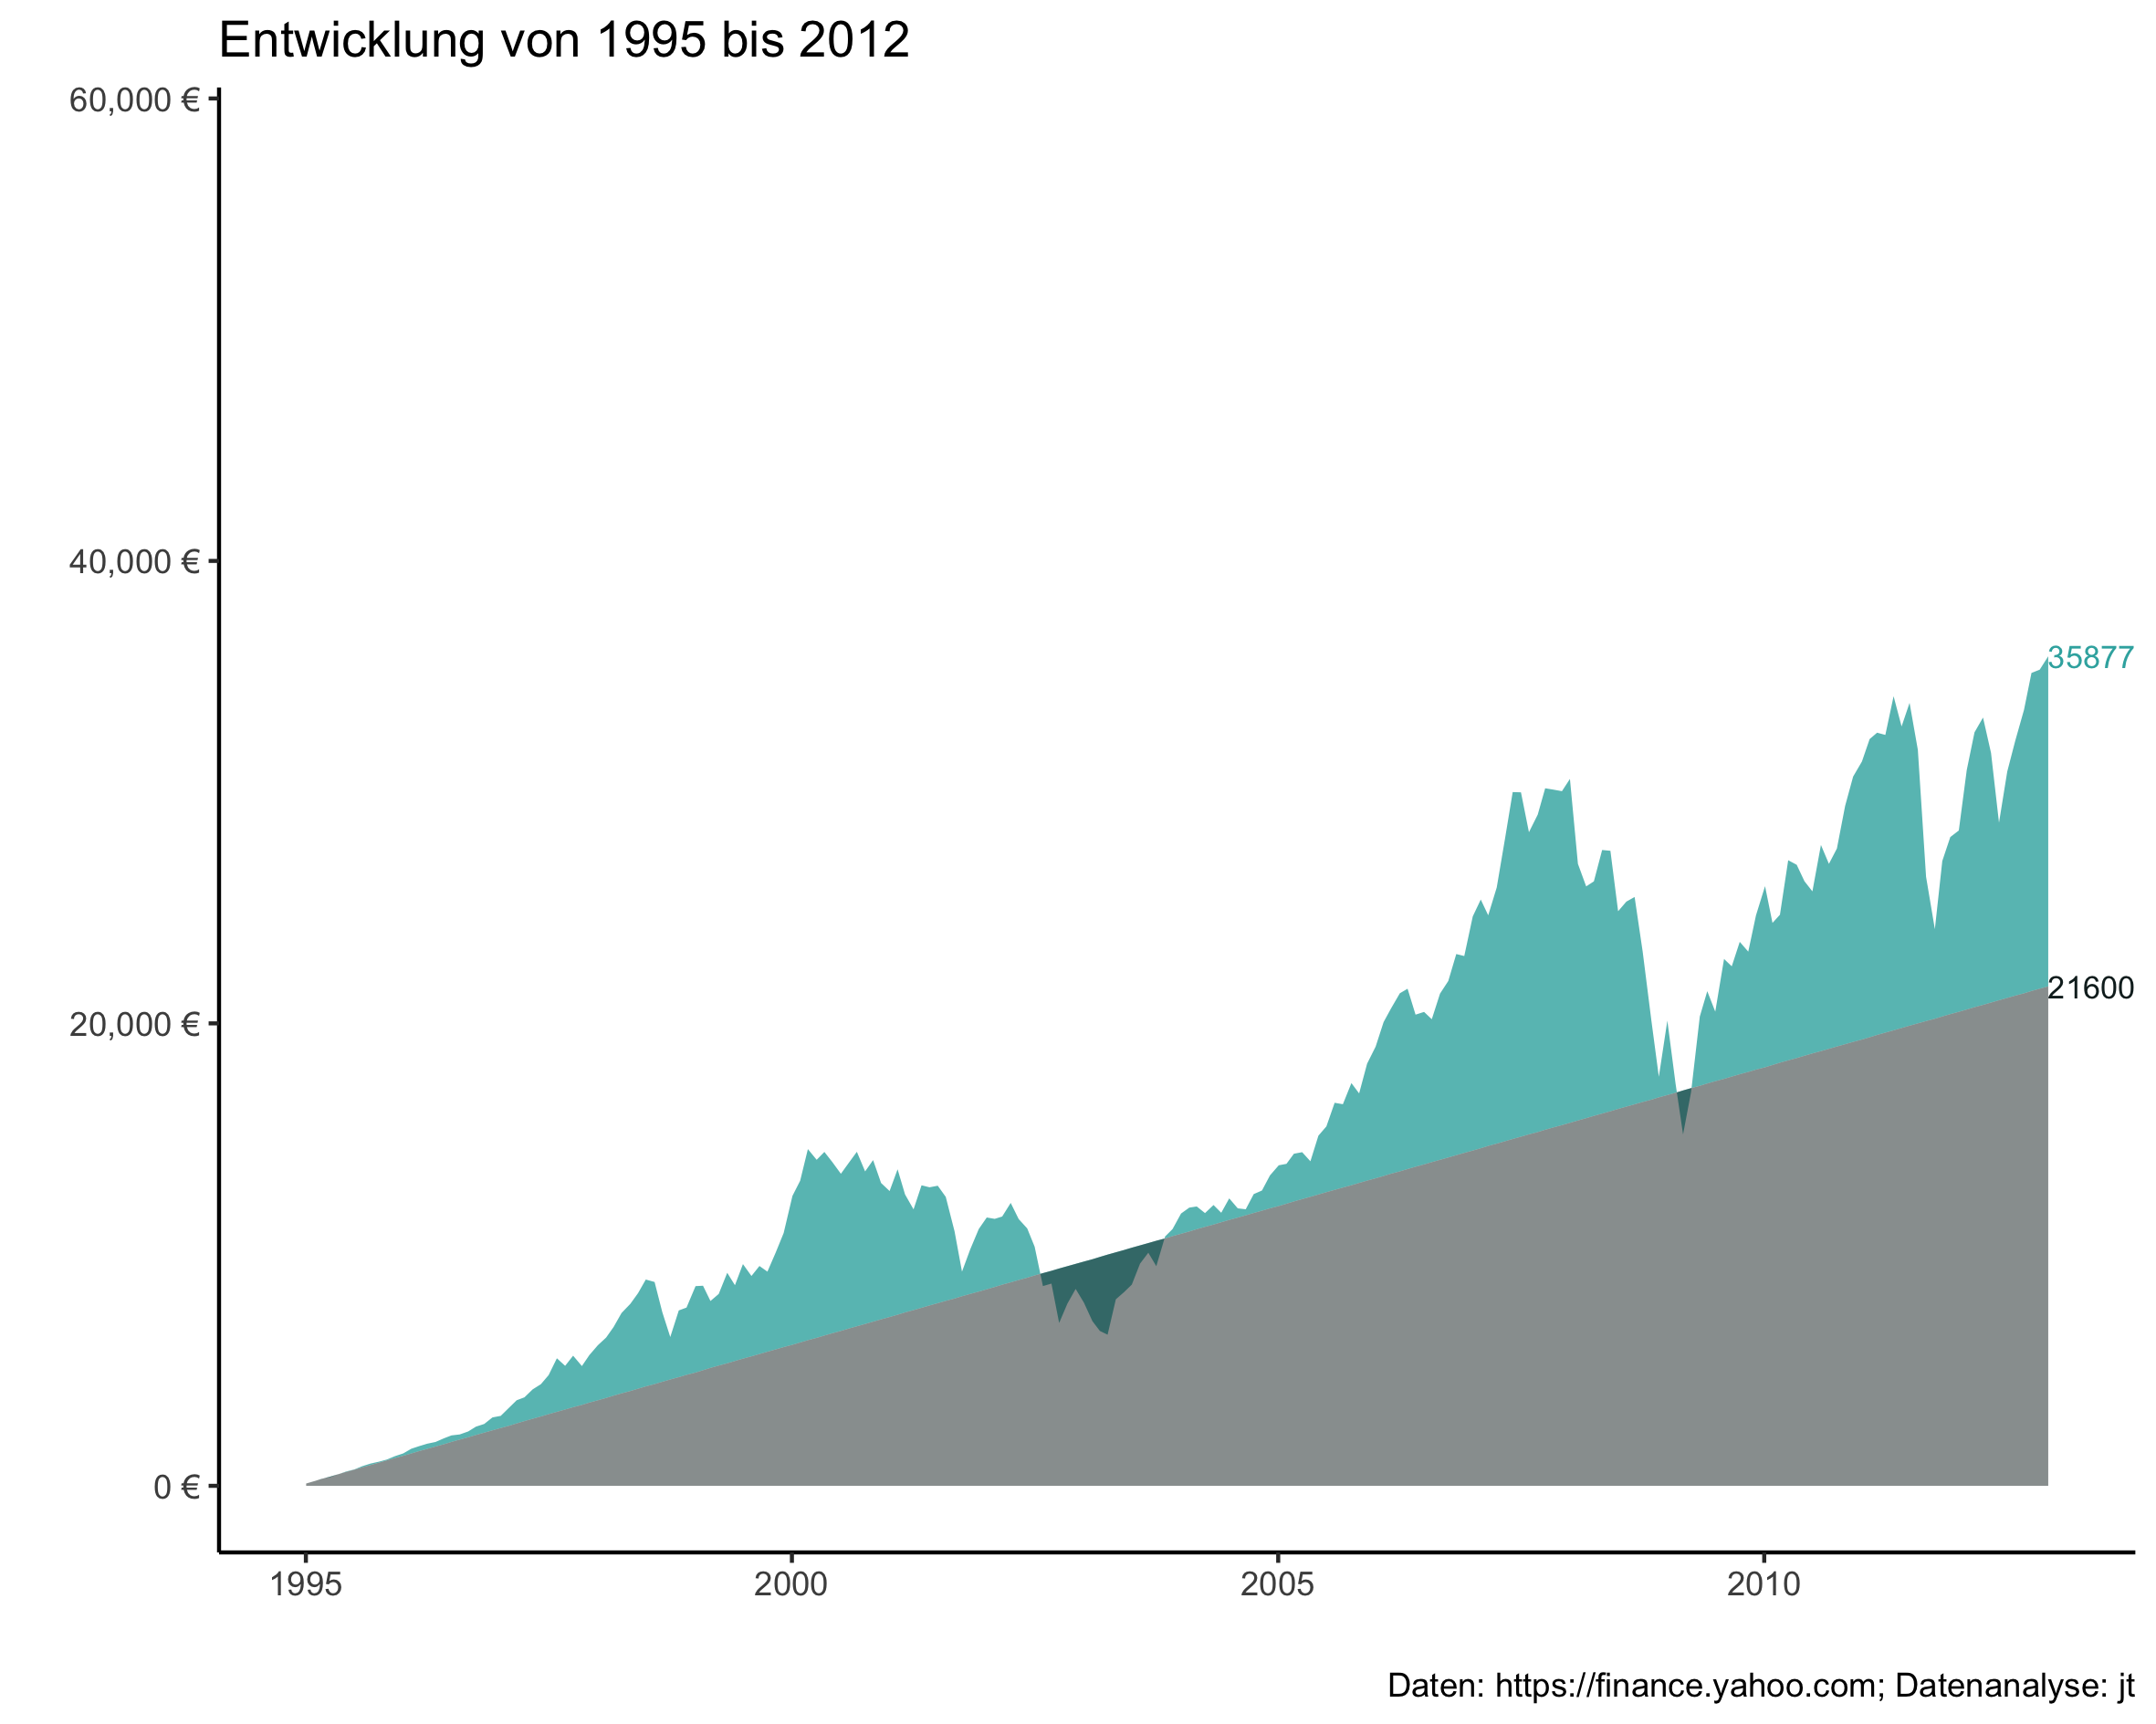 Entwicklung von 1995 bis 2012
60,000 €
40,000 €
35877
21600
20,000 €
0 €
1995 2000 2005 2010
Daten: https://finance.yahoo.com; Datenanalyse: jt